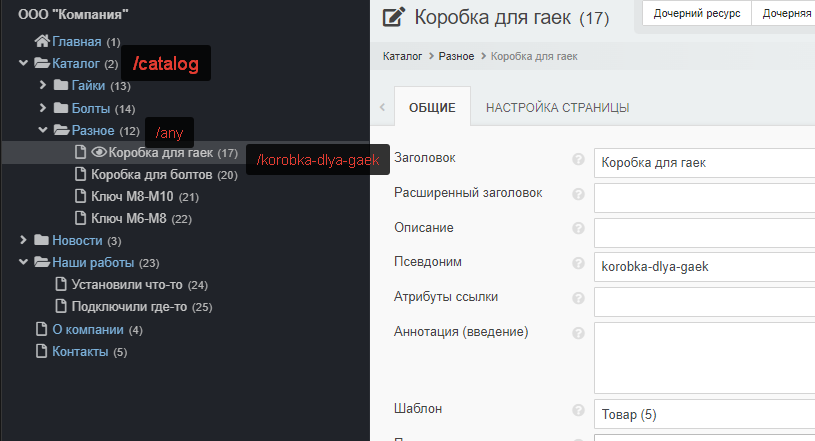 ООО "Компания"
Главная (1)
Каталог (2) /catalog
Гайки (13)
Болты (14)
Разное (12) /any
Коробка для гаек (17) /korobka-dlya-gaek
Коробка для болтов (20)
Ключ М8-М10 (21)
Ключ М6-М8 (22)
Новости (3)
Наши работы (23)
Установили что-то (24)
Подключили где-то (25)
О компании (4)
Контакты (5)
Коробка для гаек (17)
Дочерний ресурс Дочерняя
Каталог > Разное > Коробка для гаек
ОБЩИЕ НАСТРОЙКА СТРАНИЦЫ
Заголовок ? Коробка для гаек
Расширенный заголовок ?
Описание ?
Псевдоним ? korobka-dlya-gaek
Атрибуты ссылки ?
Аннотация (введение) ?
Шаблон ? Товар (5)